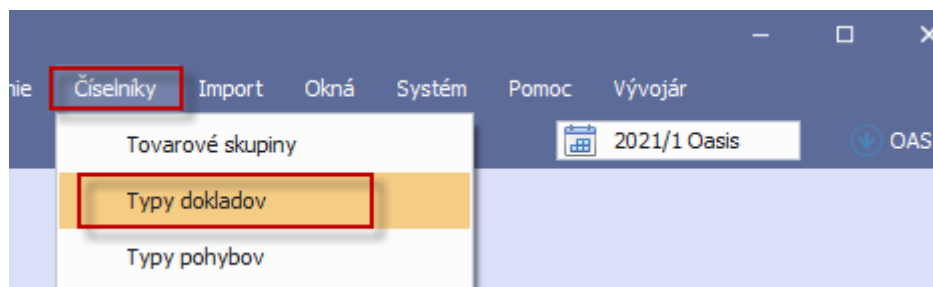 nie Číselníky Import Okná Systém Pomoc Vývojár
Tovarové skupiny
2021/1 Oasis
OAS
Typy dokladov
Typy pohybov